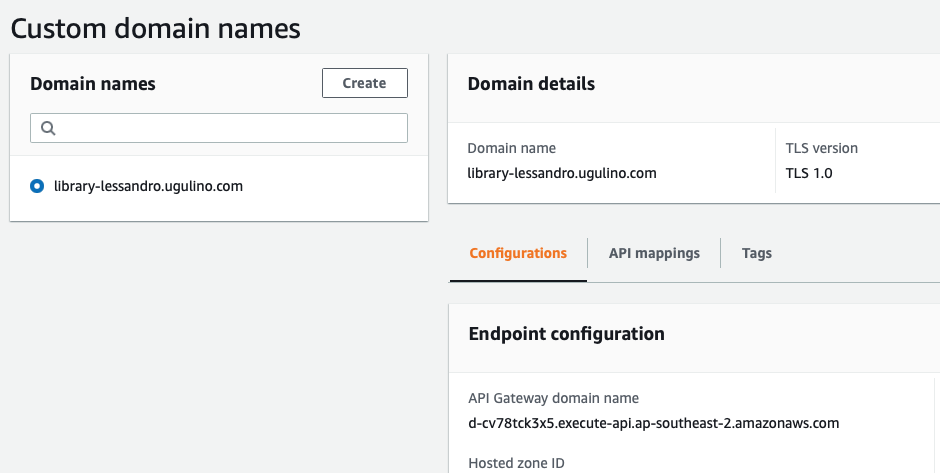 Custom domain names
Domain names
Create
library-lessandro.ugulino.com
Domain details
Domain name
library-lessandro.ugulino.com
TLS version
TLS 1.0
Configurations
API mappings
Tags
Endpoint configuration
API Gateway domain name
d-cv78tck3x5.execute-api.ap-southeast-2.amazonaws.com
Hosted zone ID